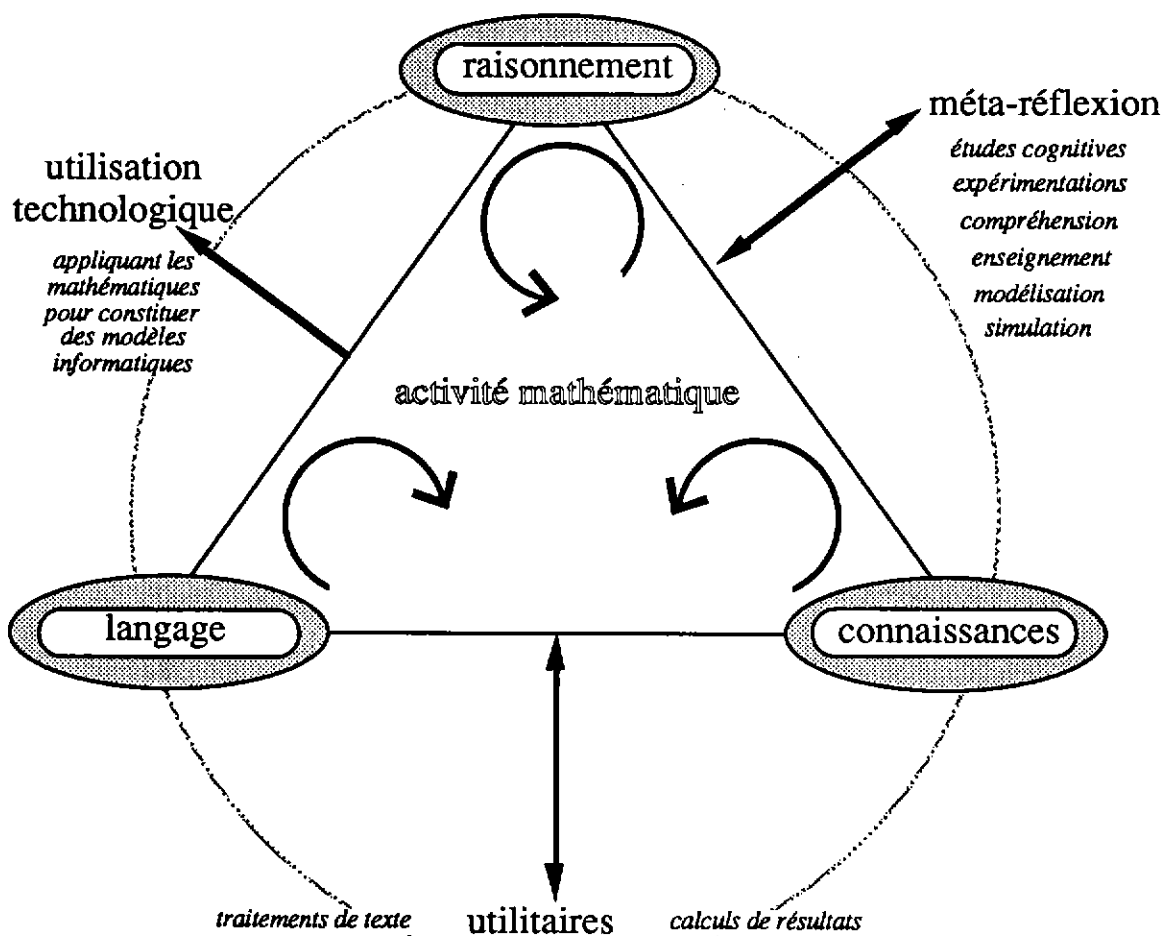 raisonnement
méta-réflexion
études cognitives
expérimentations
compréhension
enseignement
modélisation
simulation
utilisation
technologique
appliquant les
mathématiques
pour constituer
des modèles
informatiques
activité mathématique
langage
connaissances
traitements de texte
utilitaires
calculs de résultats